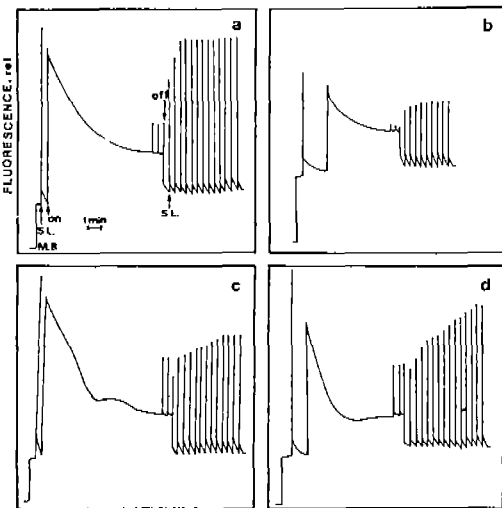 a
b
FLUORESCENCE, rel
off
on
1min
S.L.
S.L.
M.B
c
d